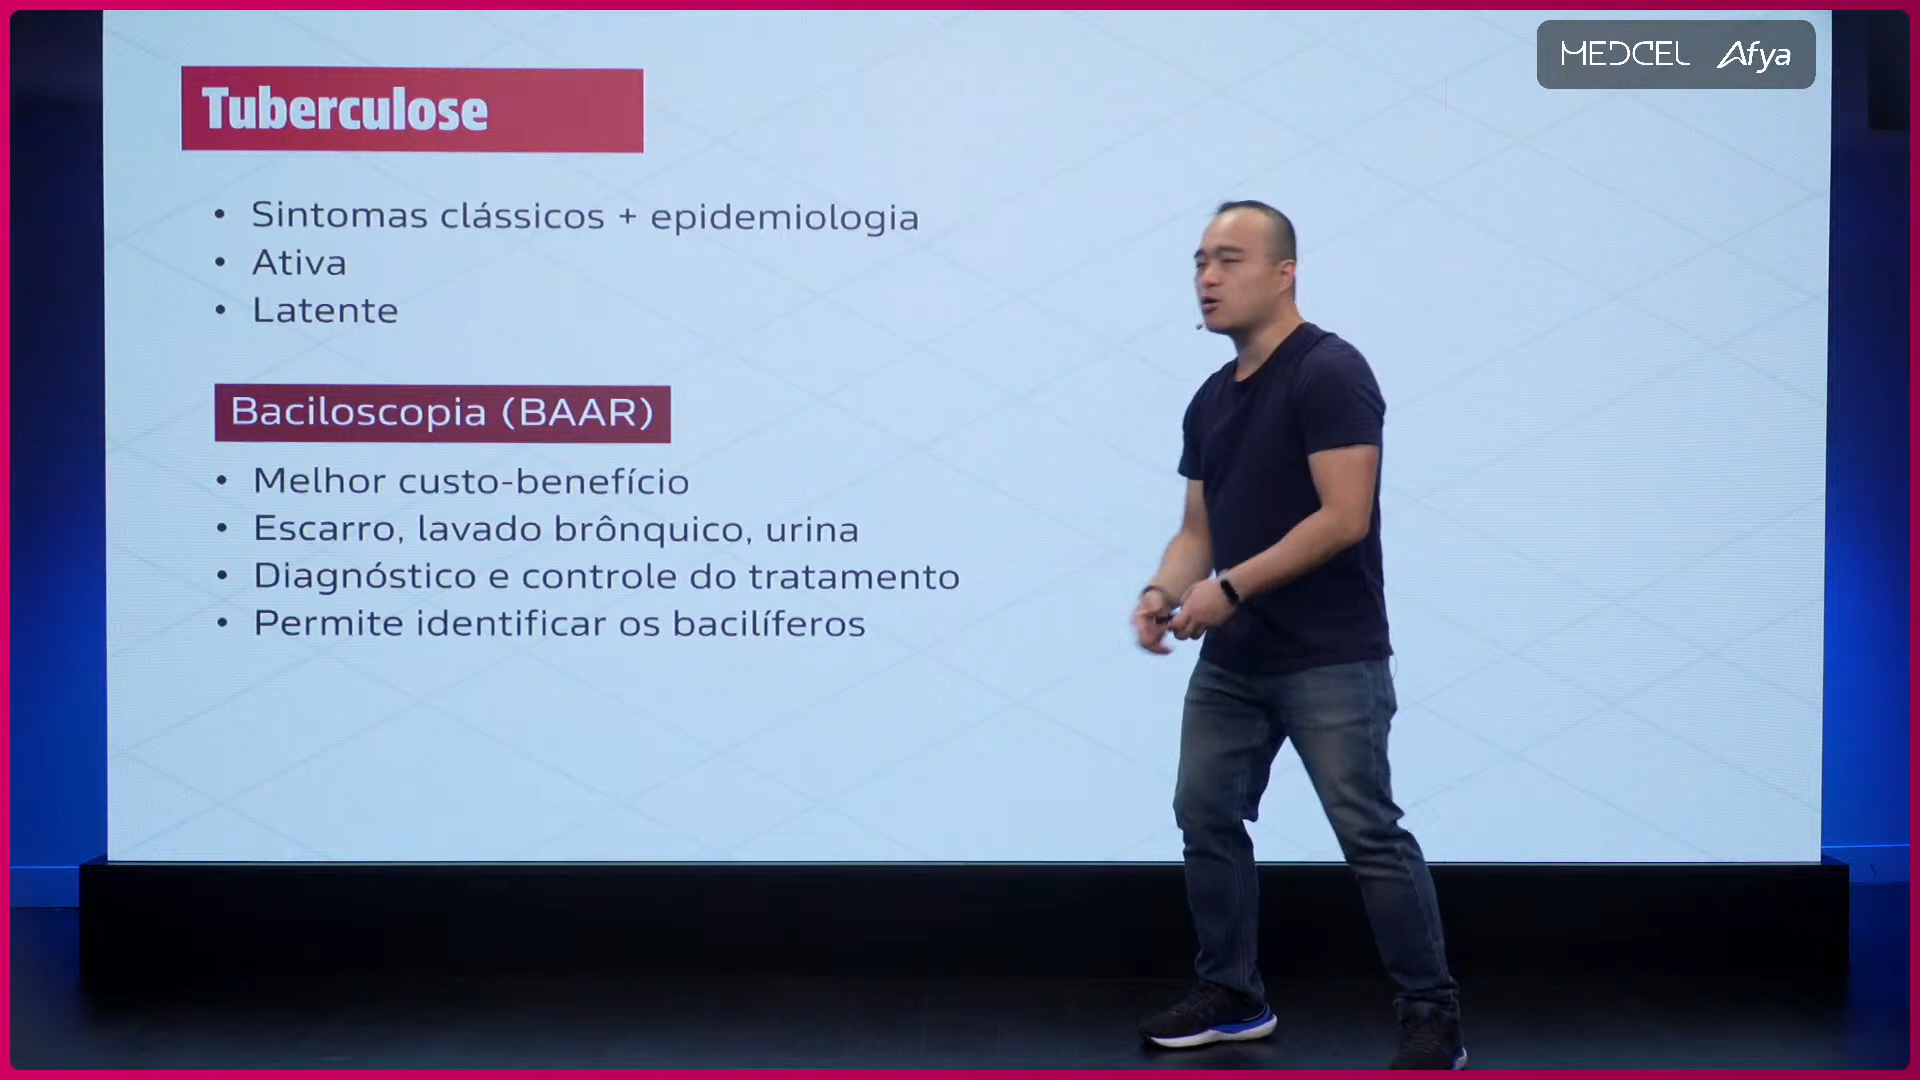 MEDCEL Afya
Tuberculose
• Sintomas clássicos + epidemiologia
• Ativa
• Latente
Baciloscopia (BAAR)
• Melhor custo-benefício
• Escarro, lavado brônquico, urina
• Diagnóstico e controle do tratamento
• Permite identificar os bacilíferos